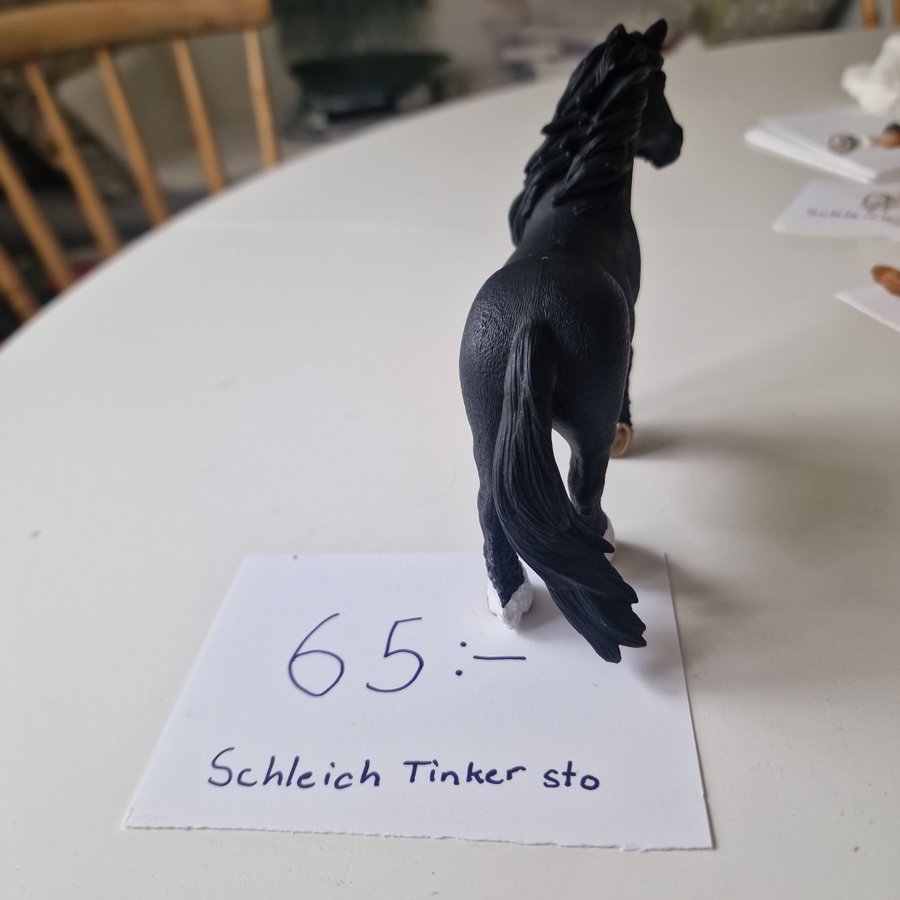 65:-
Schleich Tinker sto